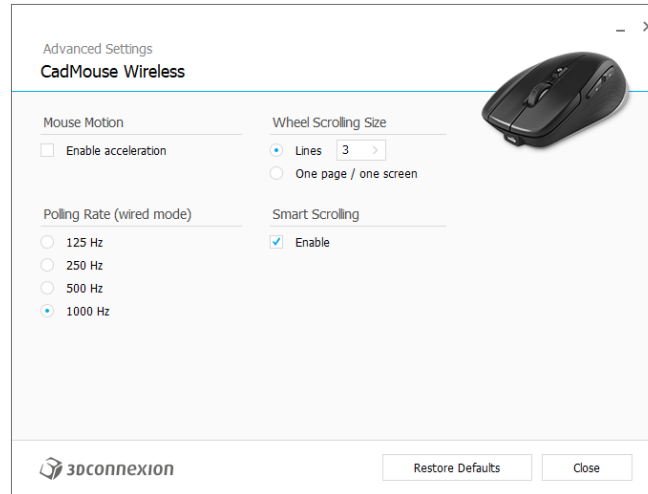 Advanced Settings
CadMouse Wireless
Mouse Motion
Enable acceleration
Wheel Scrolling Size
Lines 3
One page / one screen
Polling Rate (wired mode)
125 Hz
250 Hz
500 Hz
1000 Hz
Smart Scrolling
Enable
3Dconnexion
Restore Defaults
Close